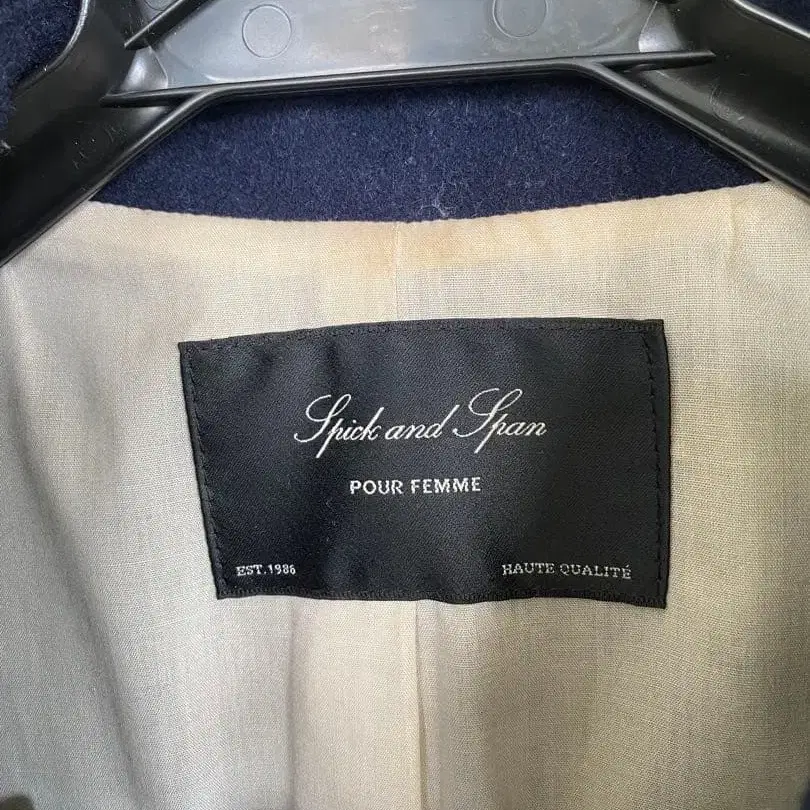 Spick and Span
POUR FEMME
EST.1986
HAUTE QUALITÉ